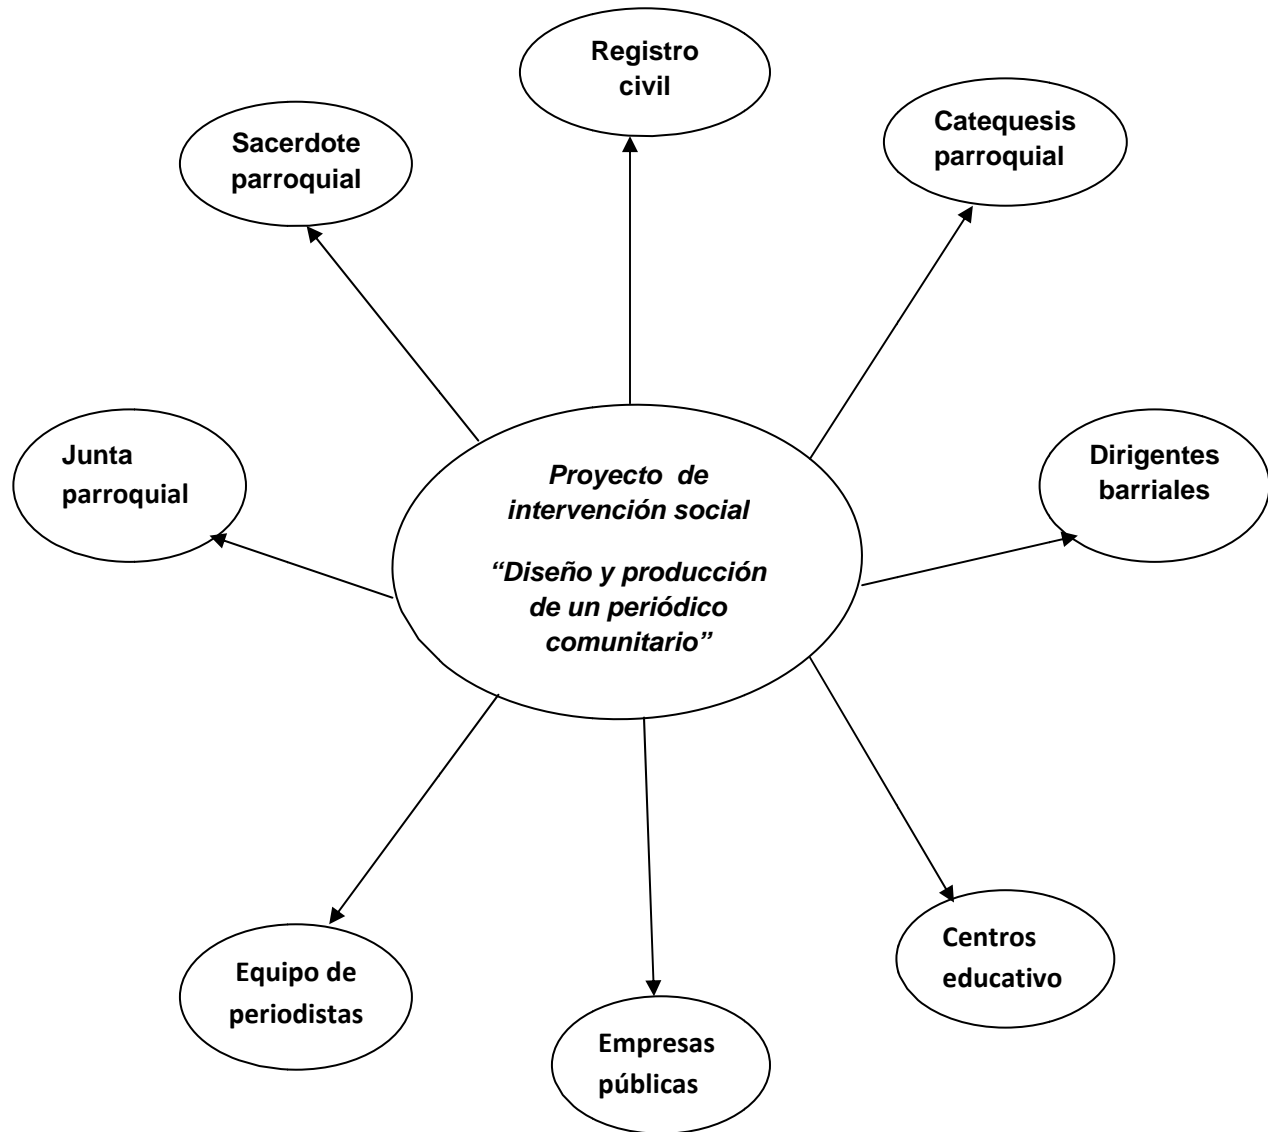 Registro
civil
Sacerdote
parroquial
Catequesis
parroquial
Junta
parroquial
Proyecto de
intervención social
“Diseño y producción
de un periódico
comunitario”
Dirigentes
barriales
Equipo de
periodistas
Empresas
públicas
Centros
educativo